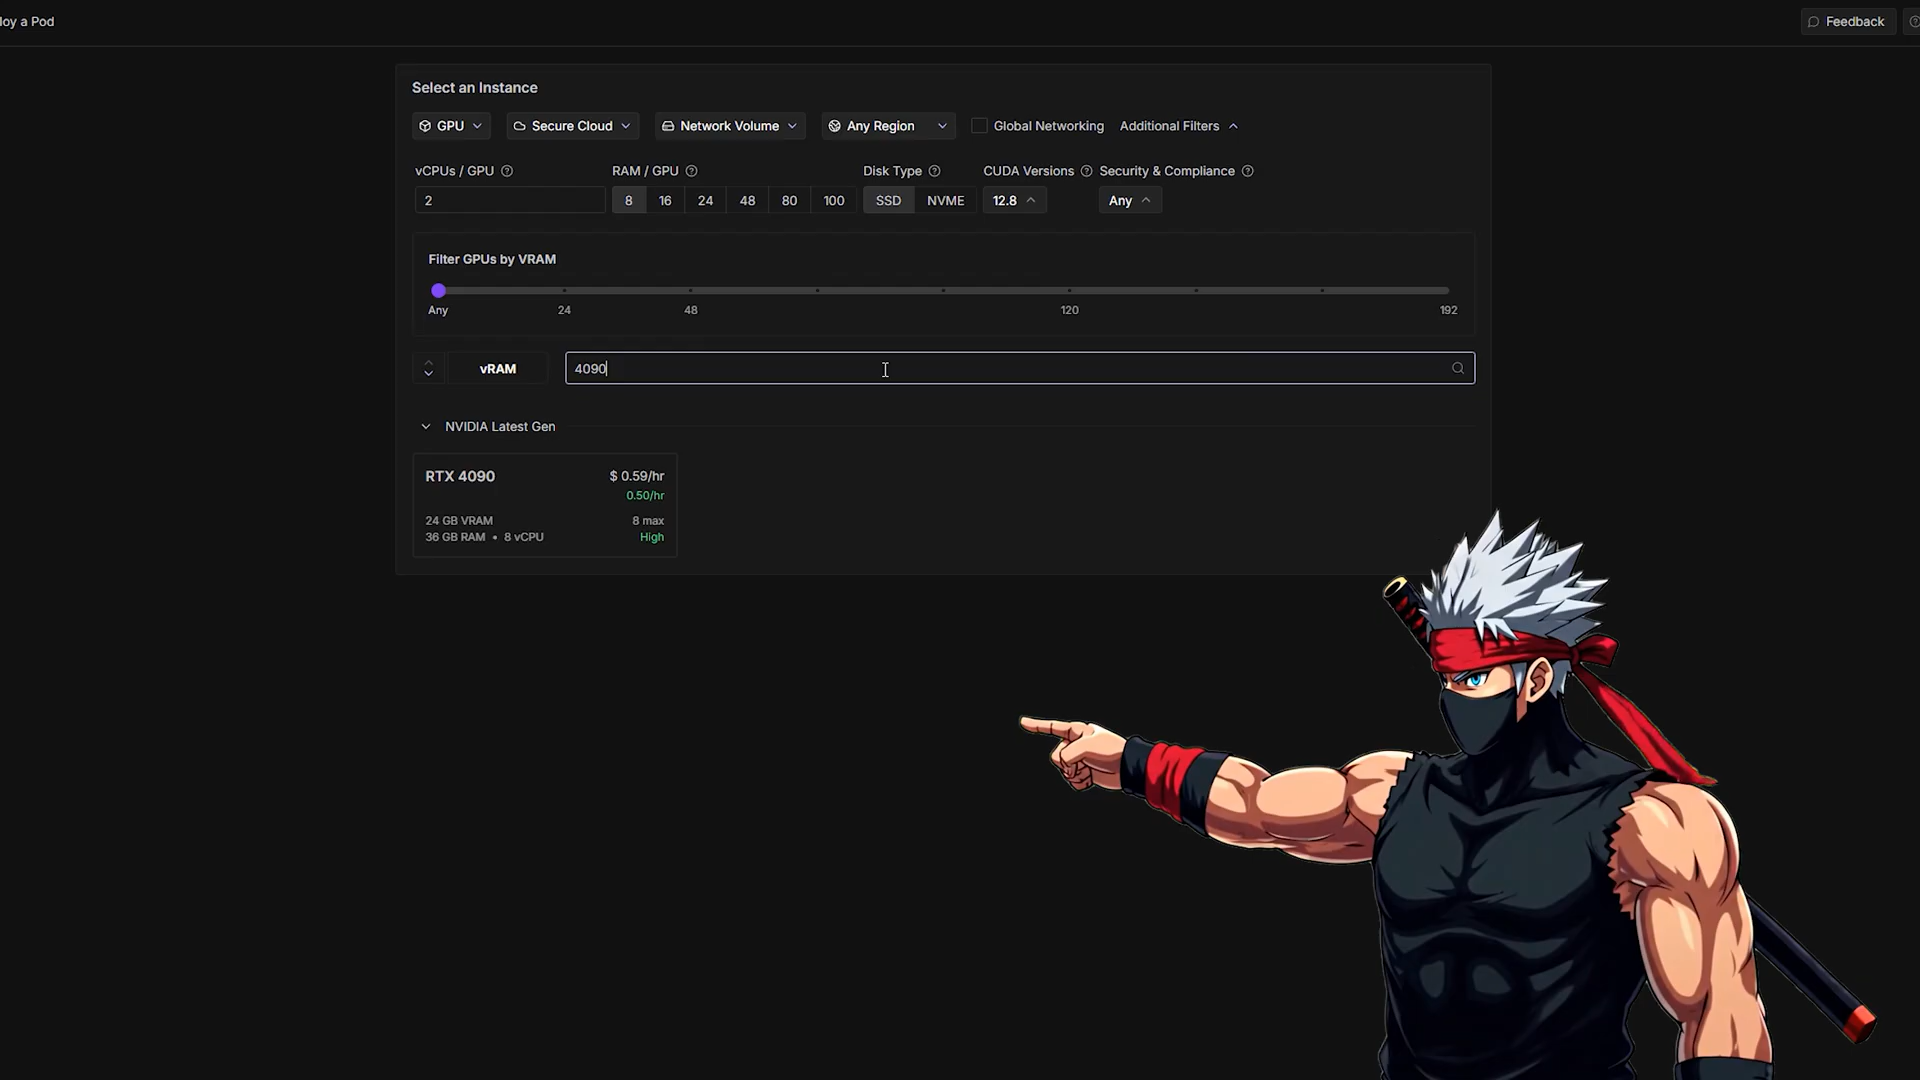 loy a Pod
Feedback
Select an Instance
GPU Secure Cloud Network Volume Any Region Global Networking Additional Filters
vCPUs / GPU RAM / GPU Disk Type CUDA Versions Security & Compliance
2 8 16 24 48 80 100 SSD NVME 12.8 Any
Filter GPUs by VRAM
Any 24 48 120 192
vRAM 4090
NVIDIA Latest Gen
RTX 4090 $ 0.59/hr
0.50/hr
24 GB VRAM 8 max
36 GB RAM • 8 vCPU High